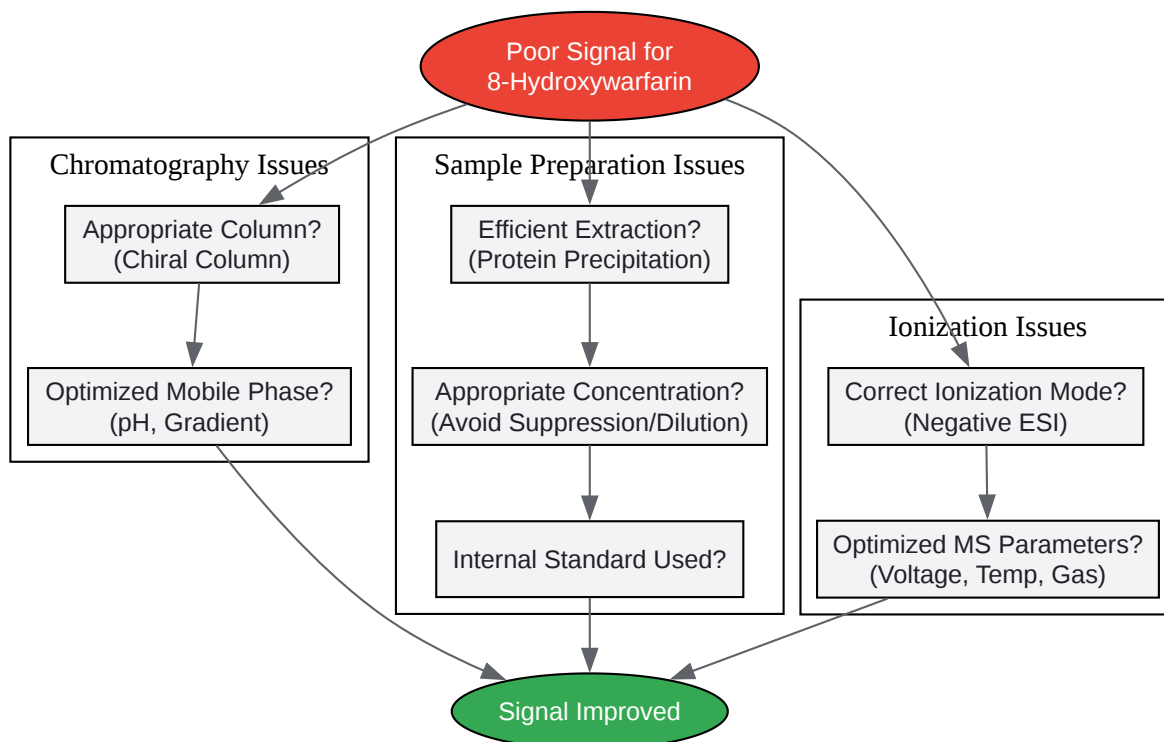 Poor Signal for
8-Hydroxywarfarin
Chromatography Issues
Appropriate Column?
(Chiral Column)
Optimized Mobile Phase?
(pH, Gradient)
Sample Preparation Issues
Efficient Extraction?
(Protein Precipitation)
Appropriate Concentration?
(Avoid Suppression/Dilution)
Internal Standard Used?
Ionization Issues
Correct Ionization Mode?
(Negative ESI)
Optimized MS Parameters?
(Voltage, Temp, Gas)
Signal Improved